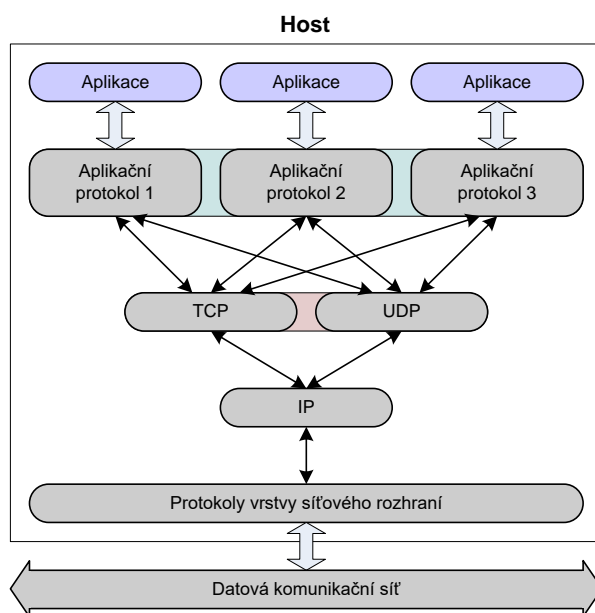 Host
Aplikace
Aplikace
Aplikace
Aplikační
protokol 1
Aplikační
protokol 2
Aplikační
protokol 3
TCP
UDP
IP
Protokoly vrstvy síťového rozhraní
Datová komunikační síť